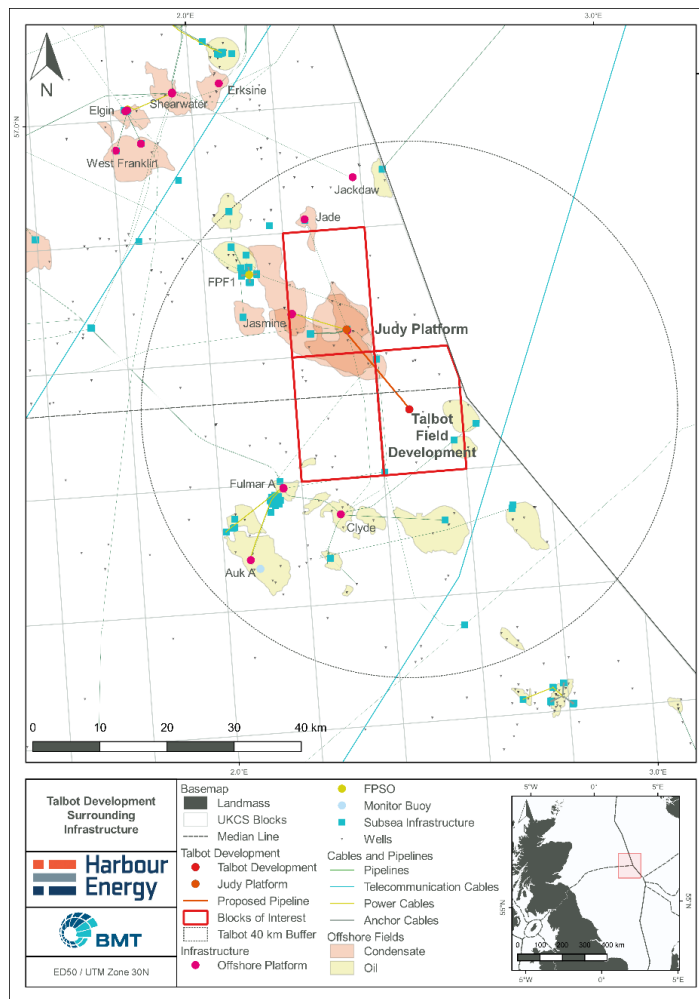 2.0°E
3.0°E
57.0°N
N
Shearwater
Erksine
Elgin
West Franklin
Jackdaw
Jade
FPF1
Jasmine
Judy Platform
Talbot
Field
Development
Fulmar A
Clyde
Auk A
0 10 20 30 40 km
2.0°E
3.0°E
Talbot Development
Surrounding
Infrastructure
Harbour
Energy
BMT
ED50 / UTM Zone 30N
Basemap
Landmass
UKCS Blocks
Median Line
Talbot Development
Talbot Development
Judy Platform
Proposed Pipeline
Blocks of Interest
Talbot 40 km Buffer
Infrastructure
Offshore Platform
FPSO
Monitor Buoy
Subsea Infrastructure
Wells
Cables and Pipelines
Pipelines
Telecommunication Cables
Power Cables
Anchor Cables
Offshore Fields
Condensate
Oil
5°W
0°
5°E
55°N
55°N
0 100 200 300 400 km
5°W
0°
5°E